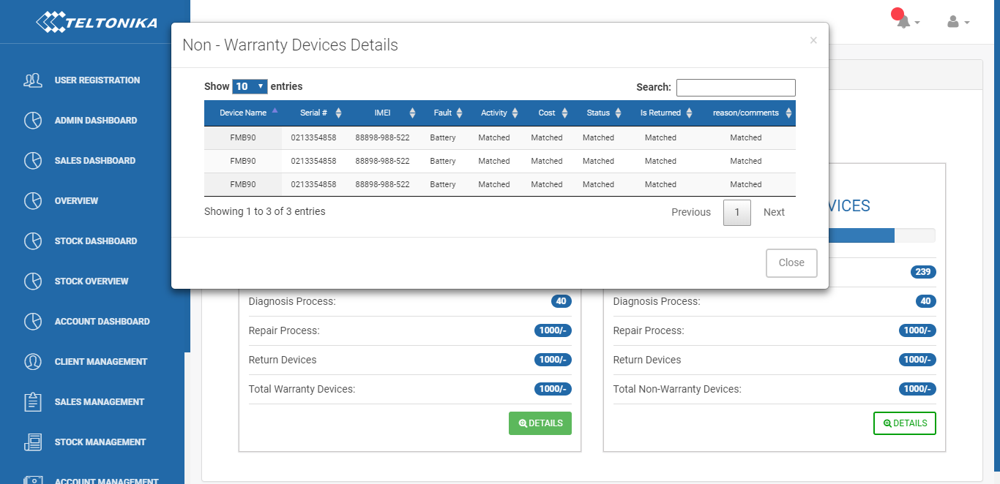 TELTONIKA
USER REGISTRATION
ADMIN DASHBOARD
SALES DASHBOARD
OVERVIEW
STOCK DASHBOARD
STOCK OVERVIEW
ACCOUNT DASHBOARD
CLIENT MANAGEMENT
SALES MANAGEMENT
STOCK MANAGEMENT
ACCOUNT MANAGEMENT
Non - Warranty Devices Details ×
Show 10 entries Search:
Device Name Serial # IMEI Fault Activity Cost Status Is Returned reason/comments
FMB90 0213354858 88898-988-522 Battery Matched Matched Matched Matched Matched
FMB90 0213354858 88898-988-522 Battery Matched Matched Matched Matched Matched
FMB90 0213354858 88898-988-522 Battery Matched Matched Matched Matched Matched
Showing 1 to 3 of 3 entries Previous 1 Next
Close
VICES
239
Diagnosis Process: 40
Repair Process: 1000/-
Return Devices 1000/-
Total Warranty Devices: 1000/-
DETAILS
Diagnosis Process: 40
Repair Process: 1000/-
Return Devices 1000/-
Total Non-Warranty Devices: 1000/-
DETAILS